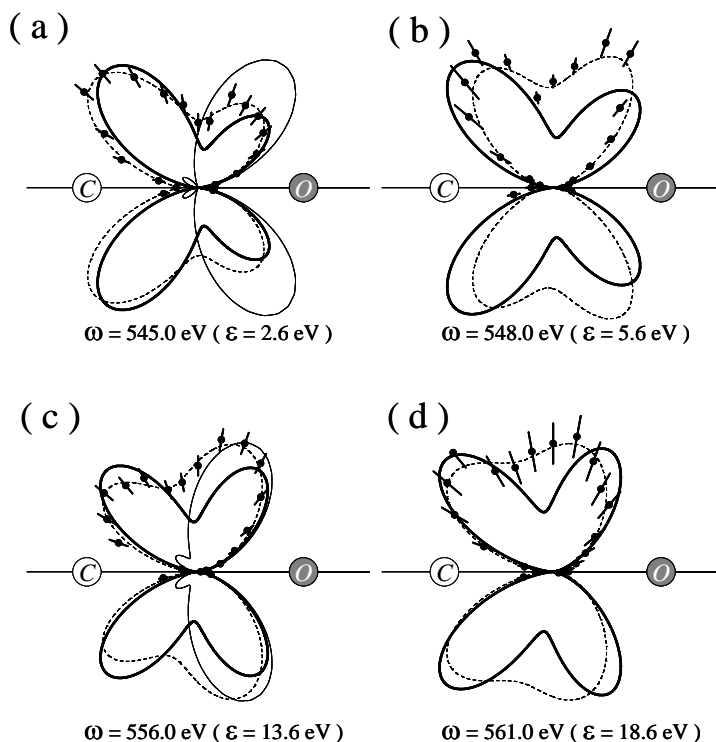 (a) (b)
C O C O
ω = 545.0 eV ( ε = 2.6 eV ) ω = 548.0 eV ( ε = 5.6 eV )
(c) (d)
C O C O
ω = 556.0 eV ( ε = 13.6 eV ) ω = 561.0 eV ( ε = 18.6 eV )